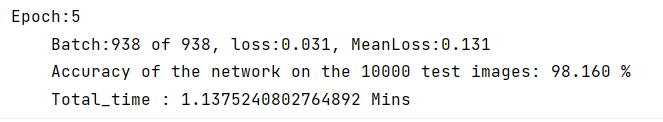 Epoch:5
Batch:938 of 938, loss:0.031, MeanLoss:0.131
Accuracy of the network on the 10000 test images: 98.160 %
Total_time : 1.1375240802764892 Mins